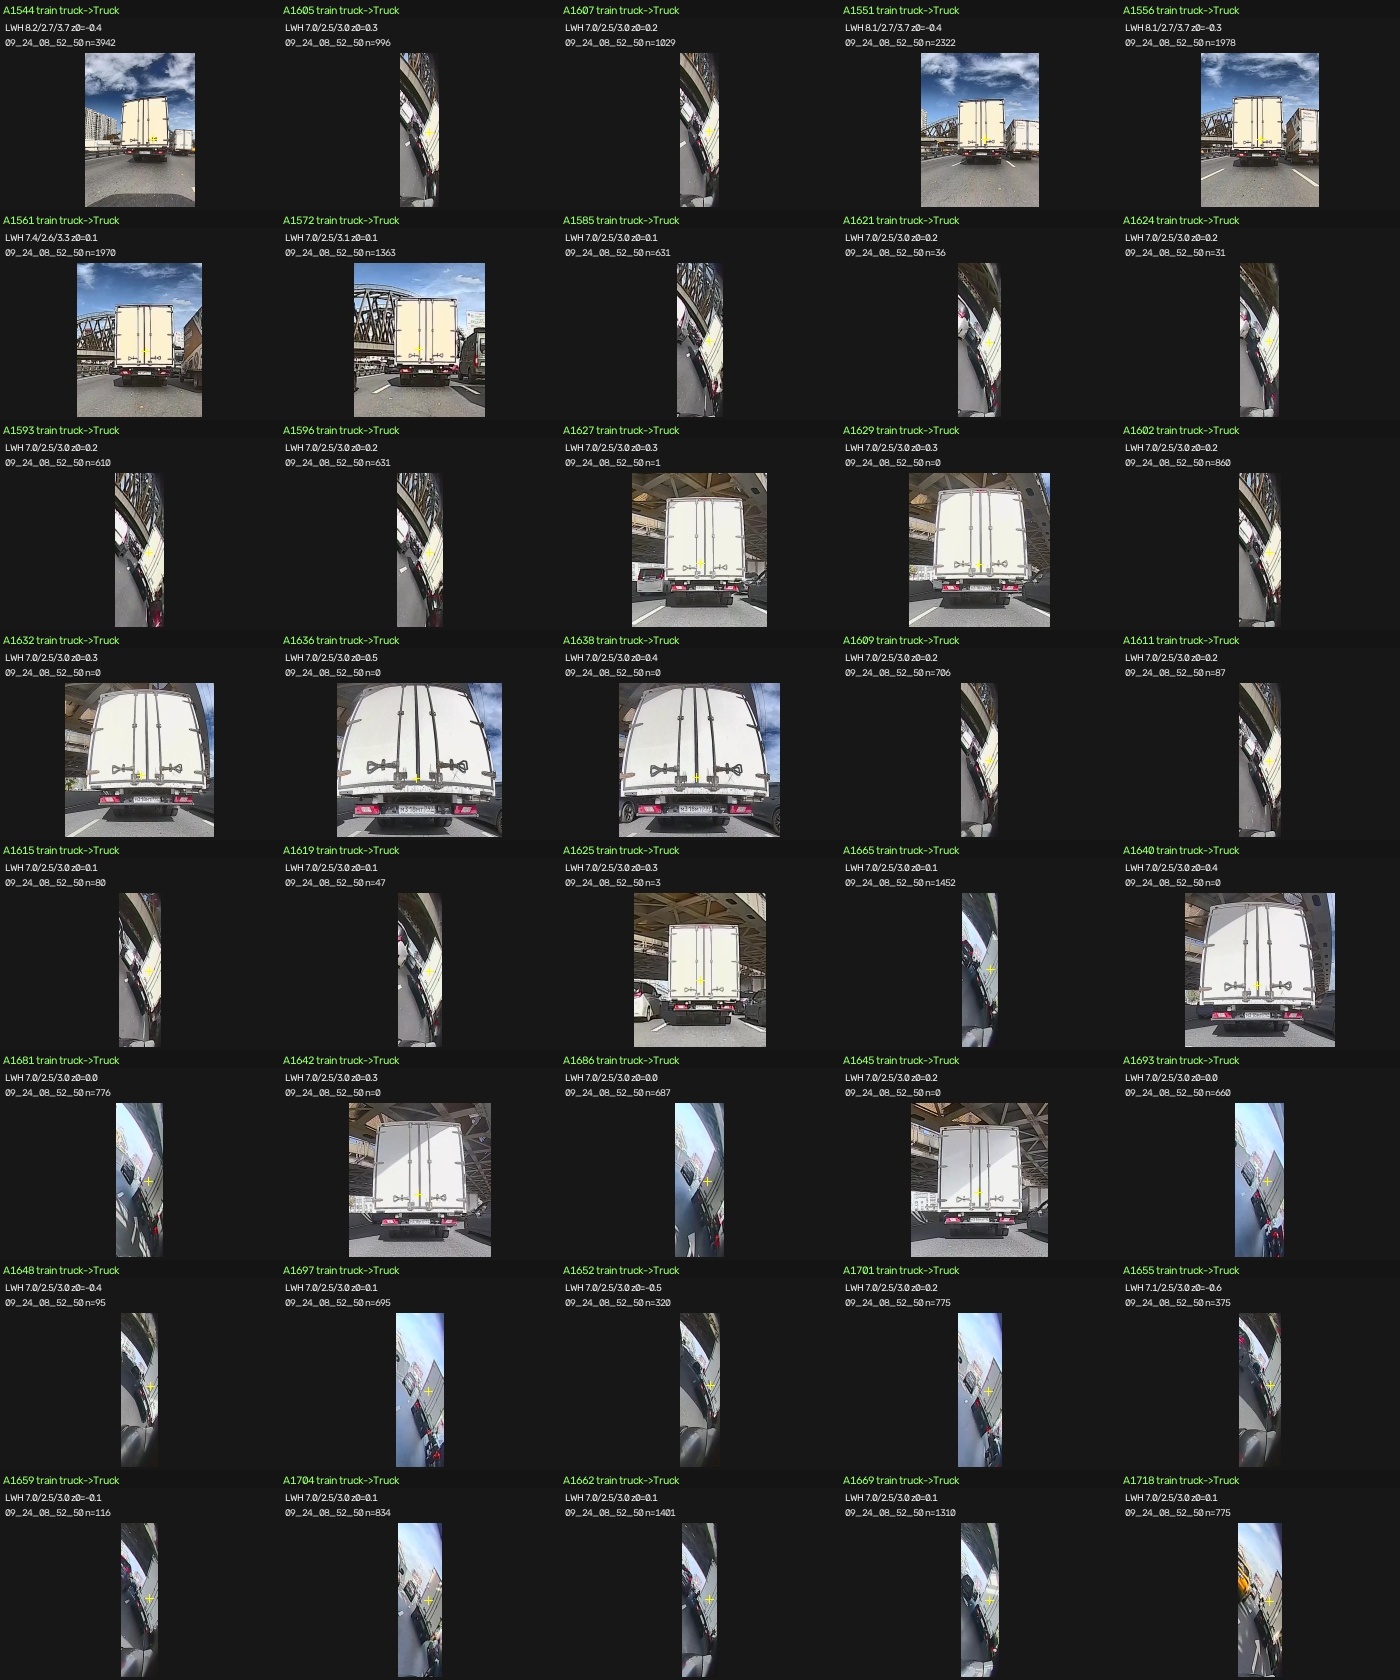 A1544 train truck->Truck
LWH 8.2/2.7/3.7 z0=-0.4
09_24_08_52_50 n=3942
A1605 train truck->Truck
LWH 7.0/2.5/3.0 z0=0.3
09_24_08_52_50 n=996
A1607 train truck->Truck
LWH 7.0/2.5/3.0 z0=0.2
09_24_08_52_50 n=1029
A1551 train truck->Truck
LWH 8.1/2.7/3.7 z0=-0.4
09_24_08_52_50 n=2322
A1556 train truck->Truck
LWH 8.1/2.7/3.7 z0=-0.3
09_24_08_52_50 n=1978
A1561 train truck->Truck
LWH 7.4/2.6/3.3 z0=0.1
09_24_08_52_50 n=1970
A1572 train truck->Truck
LWH 7.0/2.5/3.1 z0=0.1
09_24_08_52_50 n=1363
A1585 train truck->Truck
LWH 7.0/2.5/3.0 z0=0.1
09_24_08_52_50 n=631
A1621 train truck->Truck
LWH 7.0/2.5/3.0 z0=0.2
09_24_08_52_50 n=36
A1624 train truck->Truck
LWH 7.0/2.5/3.0 z0=0.2
09_24_08_52_50 n=31
A1593 train truck->Truck
LWH 7.0/2.5/3.0 z0=0.2
09_24_08_52_50 n=610
A1596 train truck->Truck
LWH 7.0/2.5/3.0 z0=0.2
09_24_08_52_50 n=631
A1627 train truck->Truck
LWH 7.0/2.5/3.0 z0=0.3
09_24_08_52_50 n=1
A1629 train truck->Truck
LWH 7.0/2.5/3.0 z0=0.3
09_24_08_52_50 n=0
A1602 train truck->Truck
LWH 7.0/2.5/3.0 z0=0.2
09_24_08_52_50 n=860
A1632 train truck->Truck
LWH 7.0/2.5/3.0 z0=0.3
09_24_08_52_50 n=0
A1636 train truck->Truck
LWH 7.0/2.5/3.0 z0=0.5
09_24_08_52_50 n=0
A1638 train truck->Truck
LWH 7.0/2.5/3.0 z0=0.4
09_24_08_52_50 n=0
A1609 train truck->Truck
LWH 7.0/2.5/3.0 z0=0.2
09_24_08_52_50 n=706
A1611 train truck->Truck
LWH 7.0/2.5/3.0 z0=0.2
09_24_08_52_50 n=87
A1615 train truck->Truck
LWH 7.0/2.5/3.0 z0=0.1
09_24_08_52_50 n=80
A1619 train truck->Truck
LWH 7.0/2.5/3.0 z0=0.1
09_24_08_52_50 n=47
A1625 train truck->Truck
LWH 7.0/2.5/3.0 z0=0.3
09_24_08_52_50 n=3
A1665 train truck->Truck
LWH 7.0/2.5/3.0 z0=0.1
09_24_08_52_50 n=1452
A1640 train truck->Truck
LWH 7.0/2.5/3.0 z0=0.4
09_24_08_52_50 n=0
A1681 train truck->Truck
LWH 7.0/2.5/3.0 z0=0.0
09_24_08_52_50 n=776
A1642 train truck->Truck
LWH 7.0/2.5/3.0 z0=0.3
09_24_08_52_50 n=0
A1686 train truck->Truck
LWH 7.0/2.5/3.0 z0=0.0
09_24_08_52_50 n=687
A1645 train truck->Truck
LWH 7.0/2.5/3.0 z0=0.2
09_24_08_52_50 n=0
A1693 train truck->Truck
LWH 7.0/2.5/3.0 z0=0.0
09_24_08_52_50 n=660
A1648 train truck->Truck
LWH 7.0/2.5/3.0 z0=-0.4
09_24_08_52_50 n=95
A1697 train truck->Truck
LWH 7.0/2.5/3.0 z0=0.1
09_24_08_52_50 n=695
A1652 train truck->Truck
LWH 7.0/2.5/3.0 z0=-0.5
09_24_08_52_50 n=320
A1701 train truck->Truck
LWH 7.0/2.5/3.0 z0=0.2
09_24_08_52_50 n=775
A1655 train truck->Truck
LWH 7.1/2.5/3.0 z0=-0.6
09_24_08_52_50 n=375
A1659 train truck->Truck
LWH 7.0/2.5/3.0 z0=-0.1
09_24_08_52_50 n=116
A1704 train truck->Truck
LWH 7.0/2.5/3.0 z0=0.1
09_24_08_52_50 n=834
A1662 train truck->Truck
LWH 7.0/2.5/3.0 z0=0.1
09_24_08_52_50 n=1401
A1669 train truck->Truck
LWH 7.0/2.5/3.0 z0=0.1
09_24_08_52_50 n=1310
A1718 train truck->Truck
LWH 7.0/2.5/3.0 z0=0.1
09_24_08_52_50 n=775